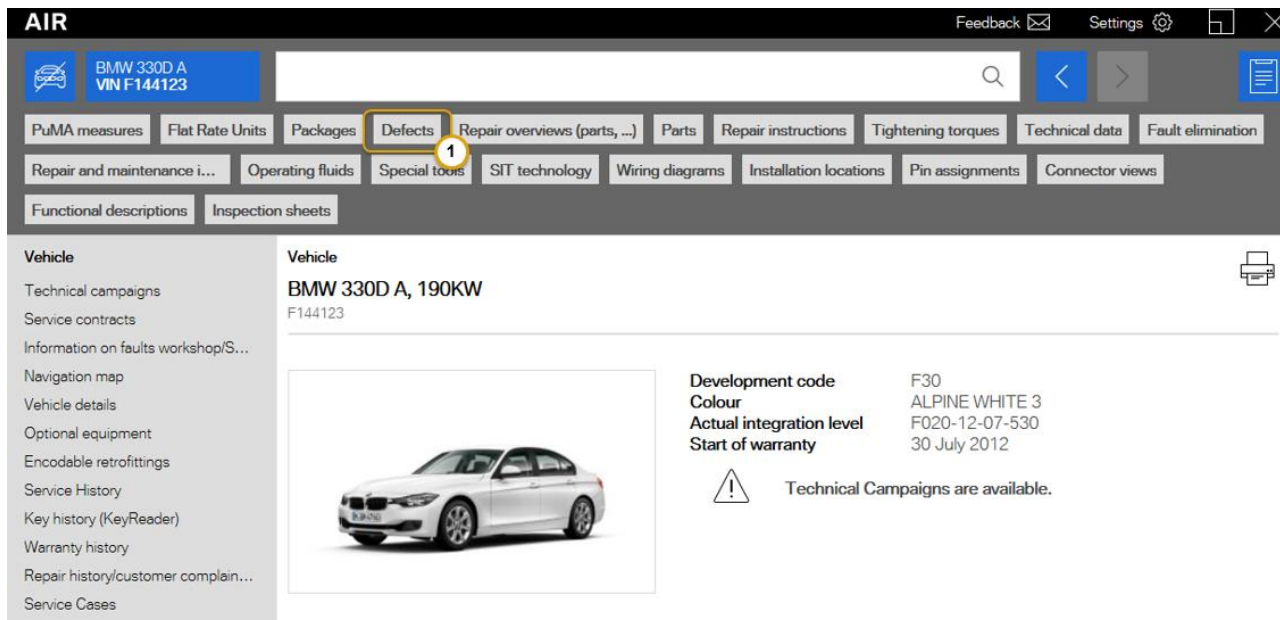 AIR
Feedback
Settings
BMW 330D A
VIN F144123
PuMA measures
Flat Rate Units
Packages
Defects
Repair overviews (parts, ...)
Parts
Repair instructions
Tightening torques
Technical data
Fault elimination
1
Repair and maintenance i...
Operating fluids
Special tools
SIT technology
Wiring diagrams
Installation locations
Pin assignments
Connector views
Functional descriptions
Inspection sheets
Vehicle
Technical campaigns
Service contracts
Information on faults workshop/S...
Navigation map
Vehicle details
Optional equipment
Encodable retrofittings
Service History
Key history (KeyReader)
Warranty history
Repair history/customer complain...
Service Cases
Vehicle
BMW 330D A, 190KW
F144123
Development code F30
Colour ALPINE WHITE 3
Actual integration level F020-12-07-530
Start of warranty 30 July 2012
Technical Campaigns are available.